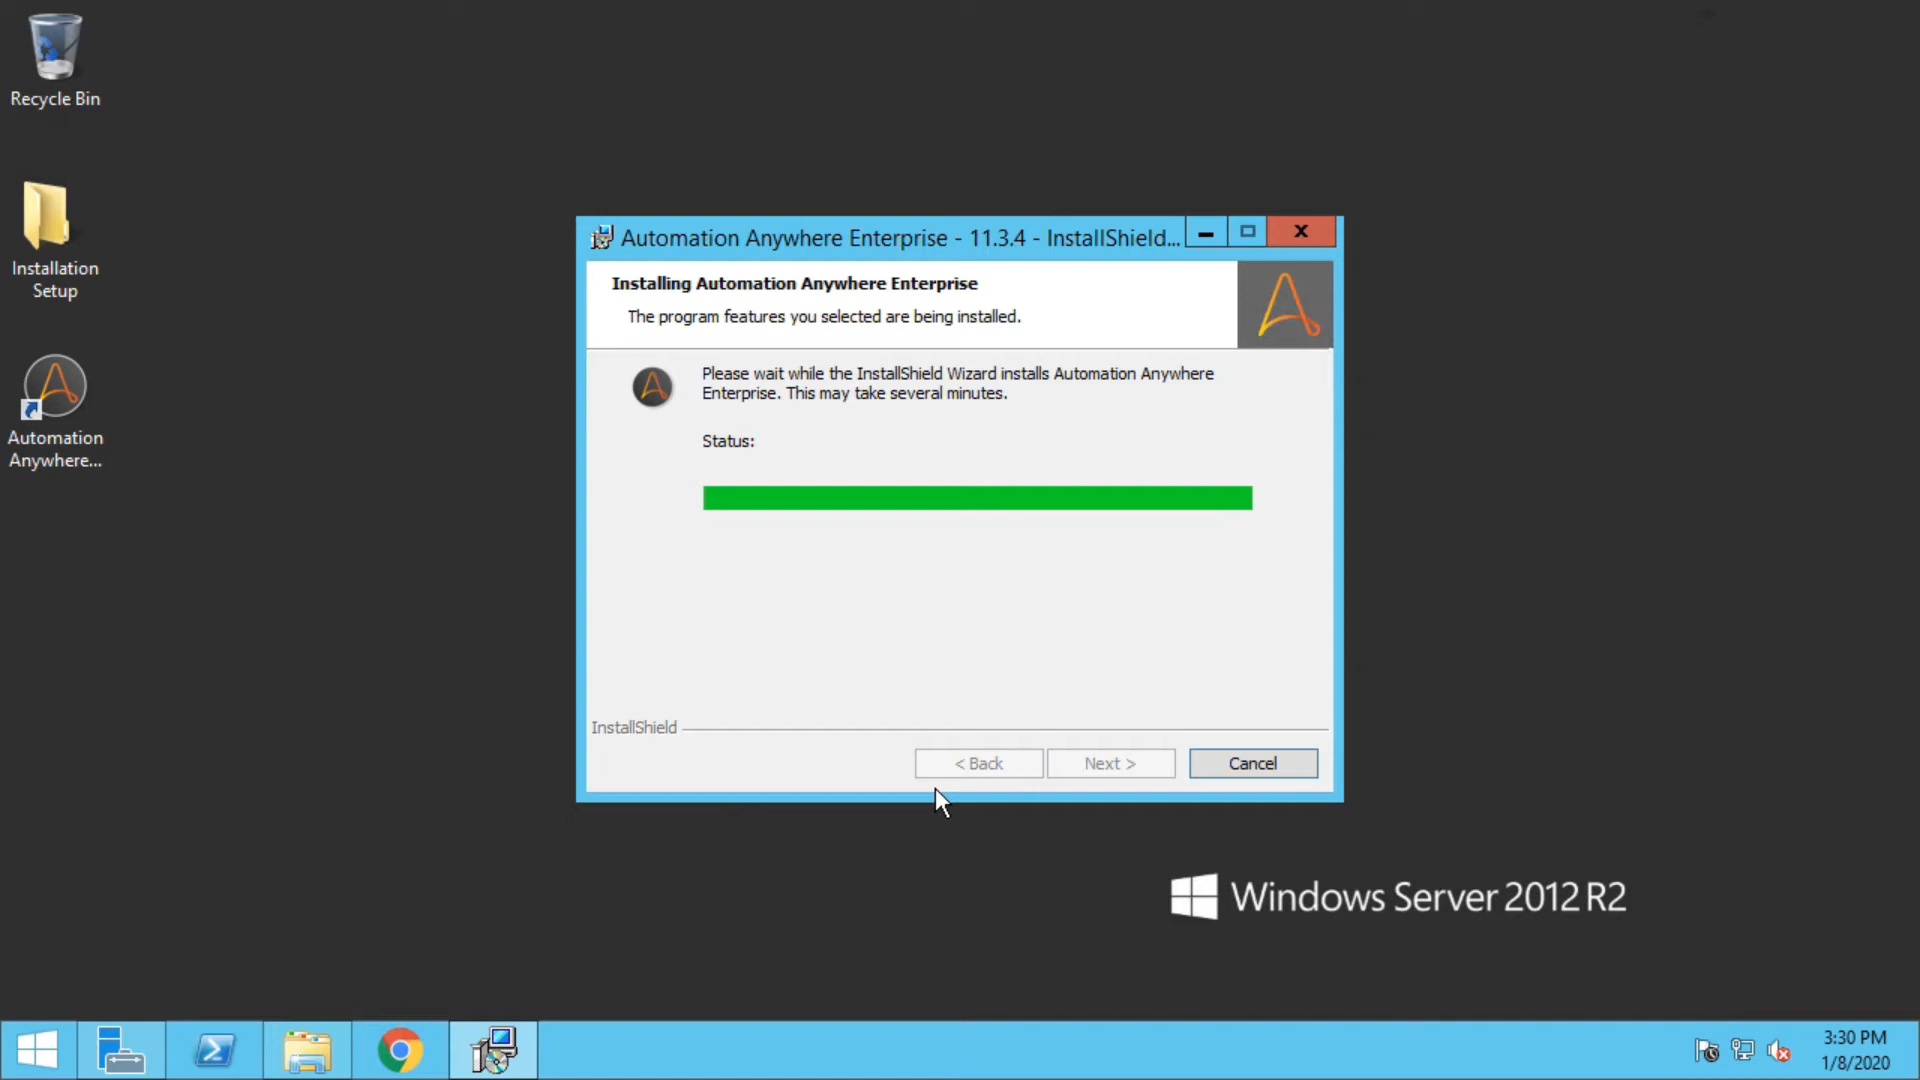 Recycle Bin
Installation
Setup
Automation
Anywhere...
Automation Anywhere Enterprise - 11.3.4 - InstallShield...
Installing Automation Anywhere Enterprise
The program features you selected are being installed.
Please wait while the InstallShield Wizard installs Automation Anywhere
Enterprise. This may take several minutes.
Status:
InstallShield
< Back
Next >
Cancel
Windows Server 2012 R2
3:30 PM
1/8/2020